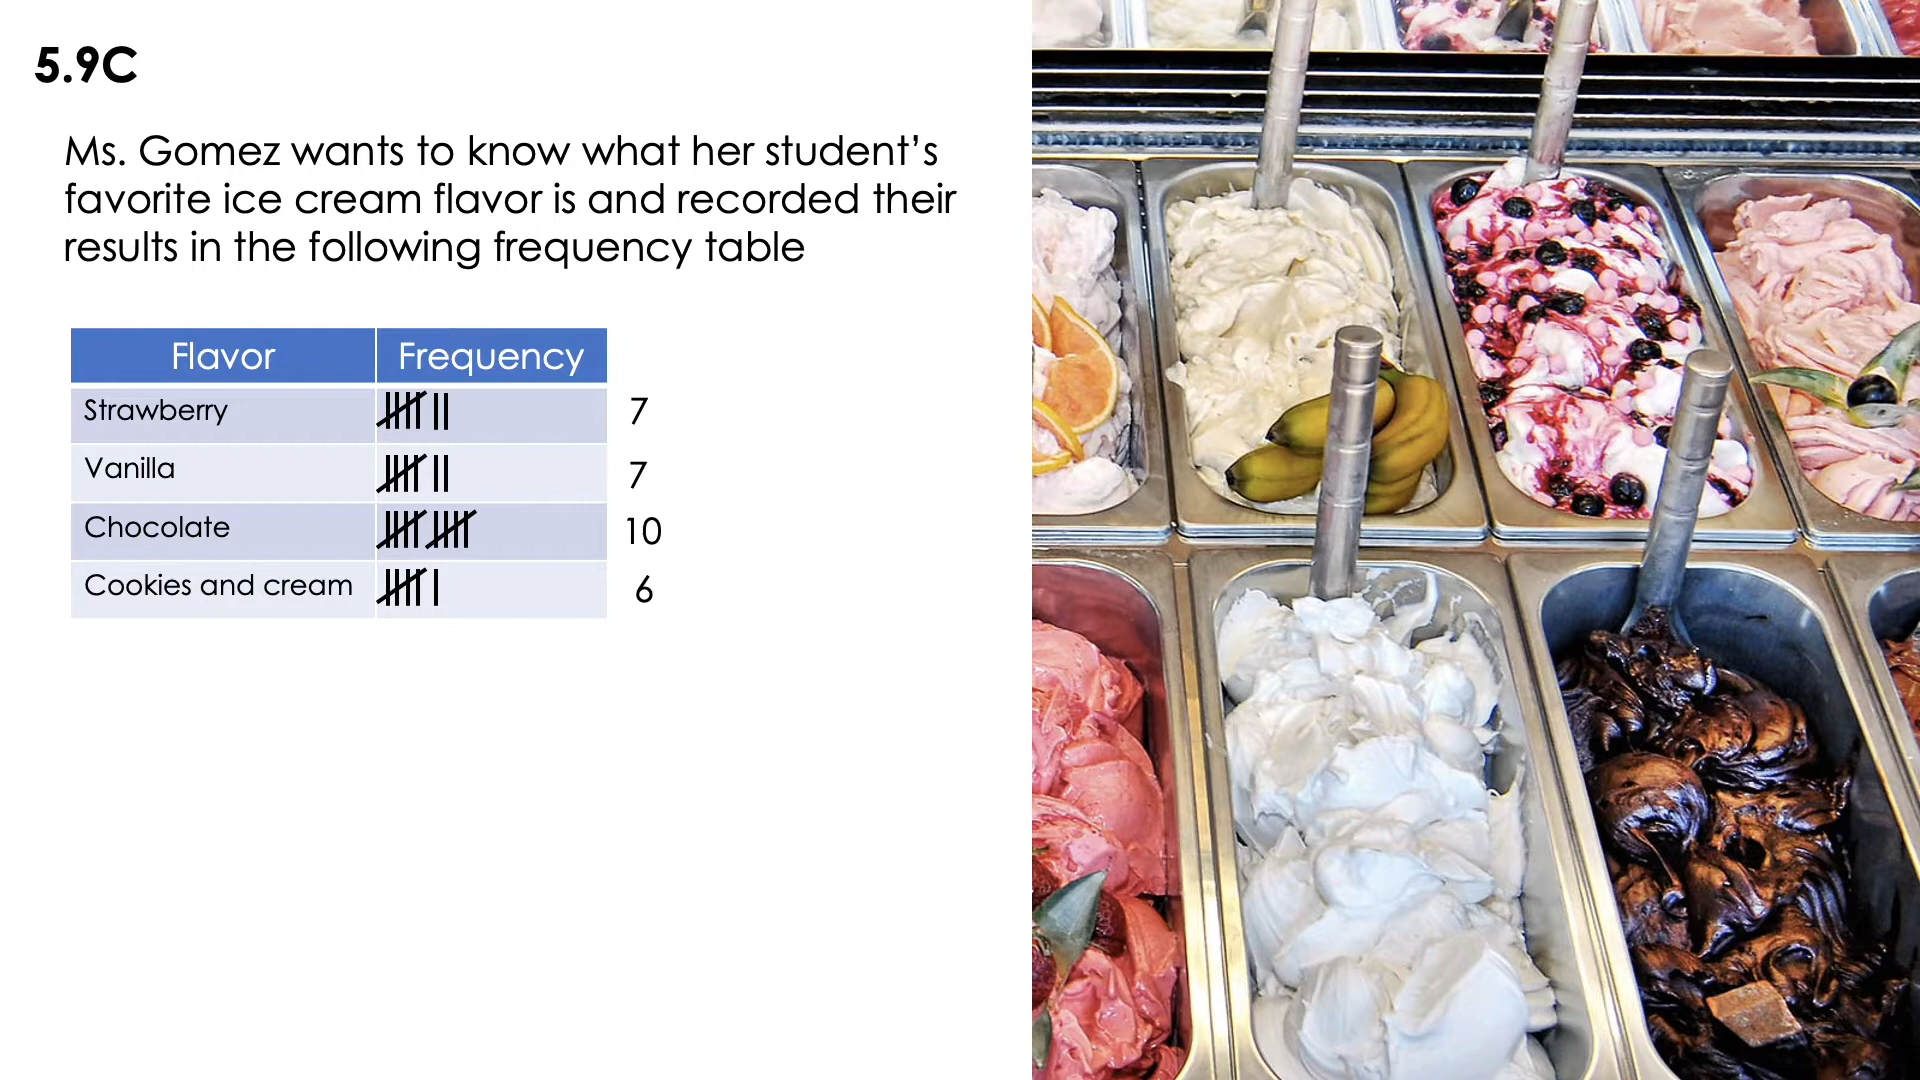 5.9C
Ms. Gomez wants to know what her student’s
favorite ice cream flavor is and recorded their
results in the following frequency table
Flavor Frequency
Strawberry 7
Vanilla 7
Chocolate 10
Cookies and cream 6